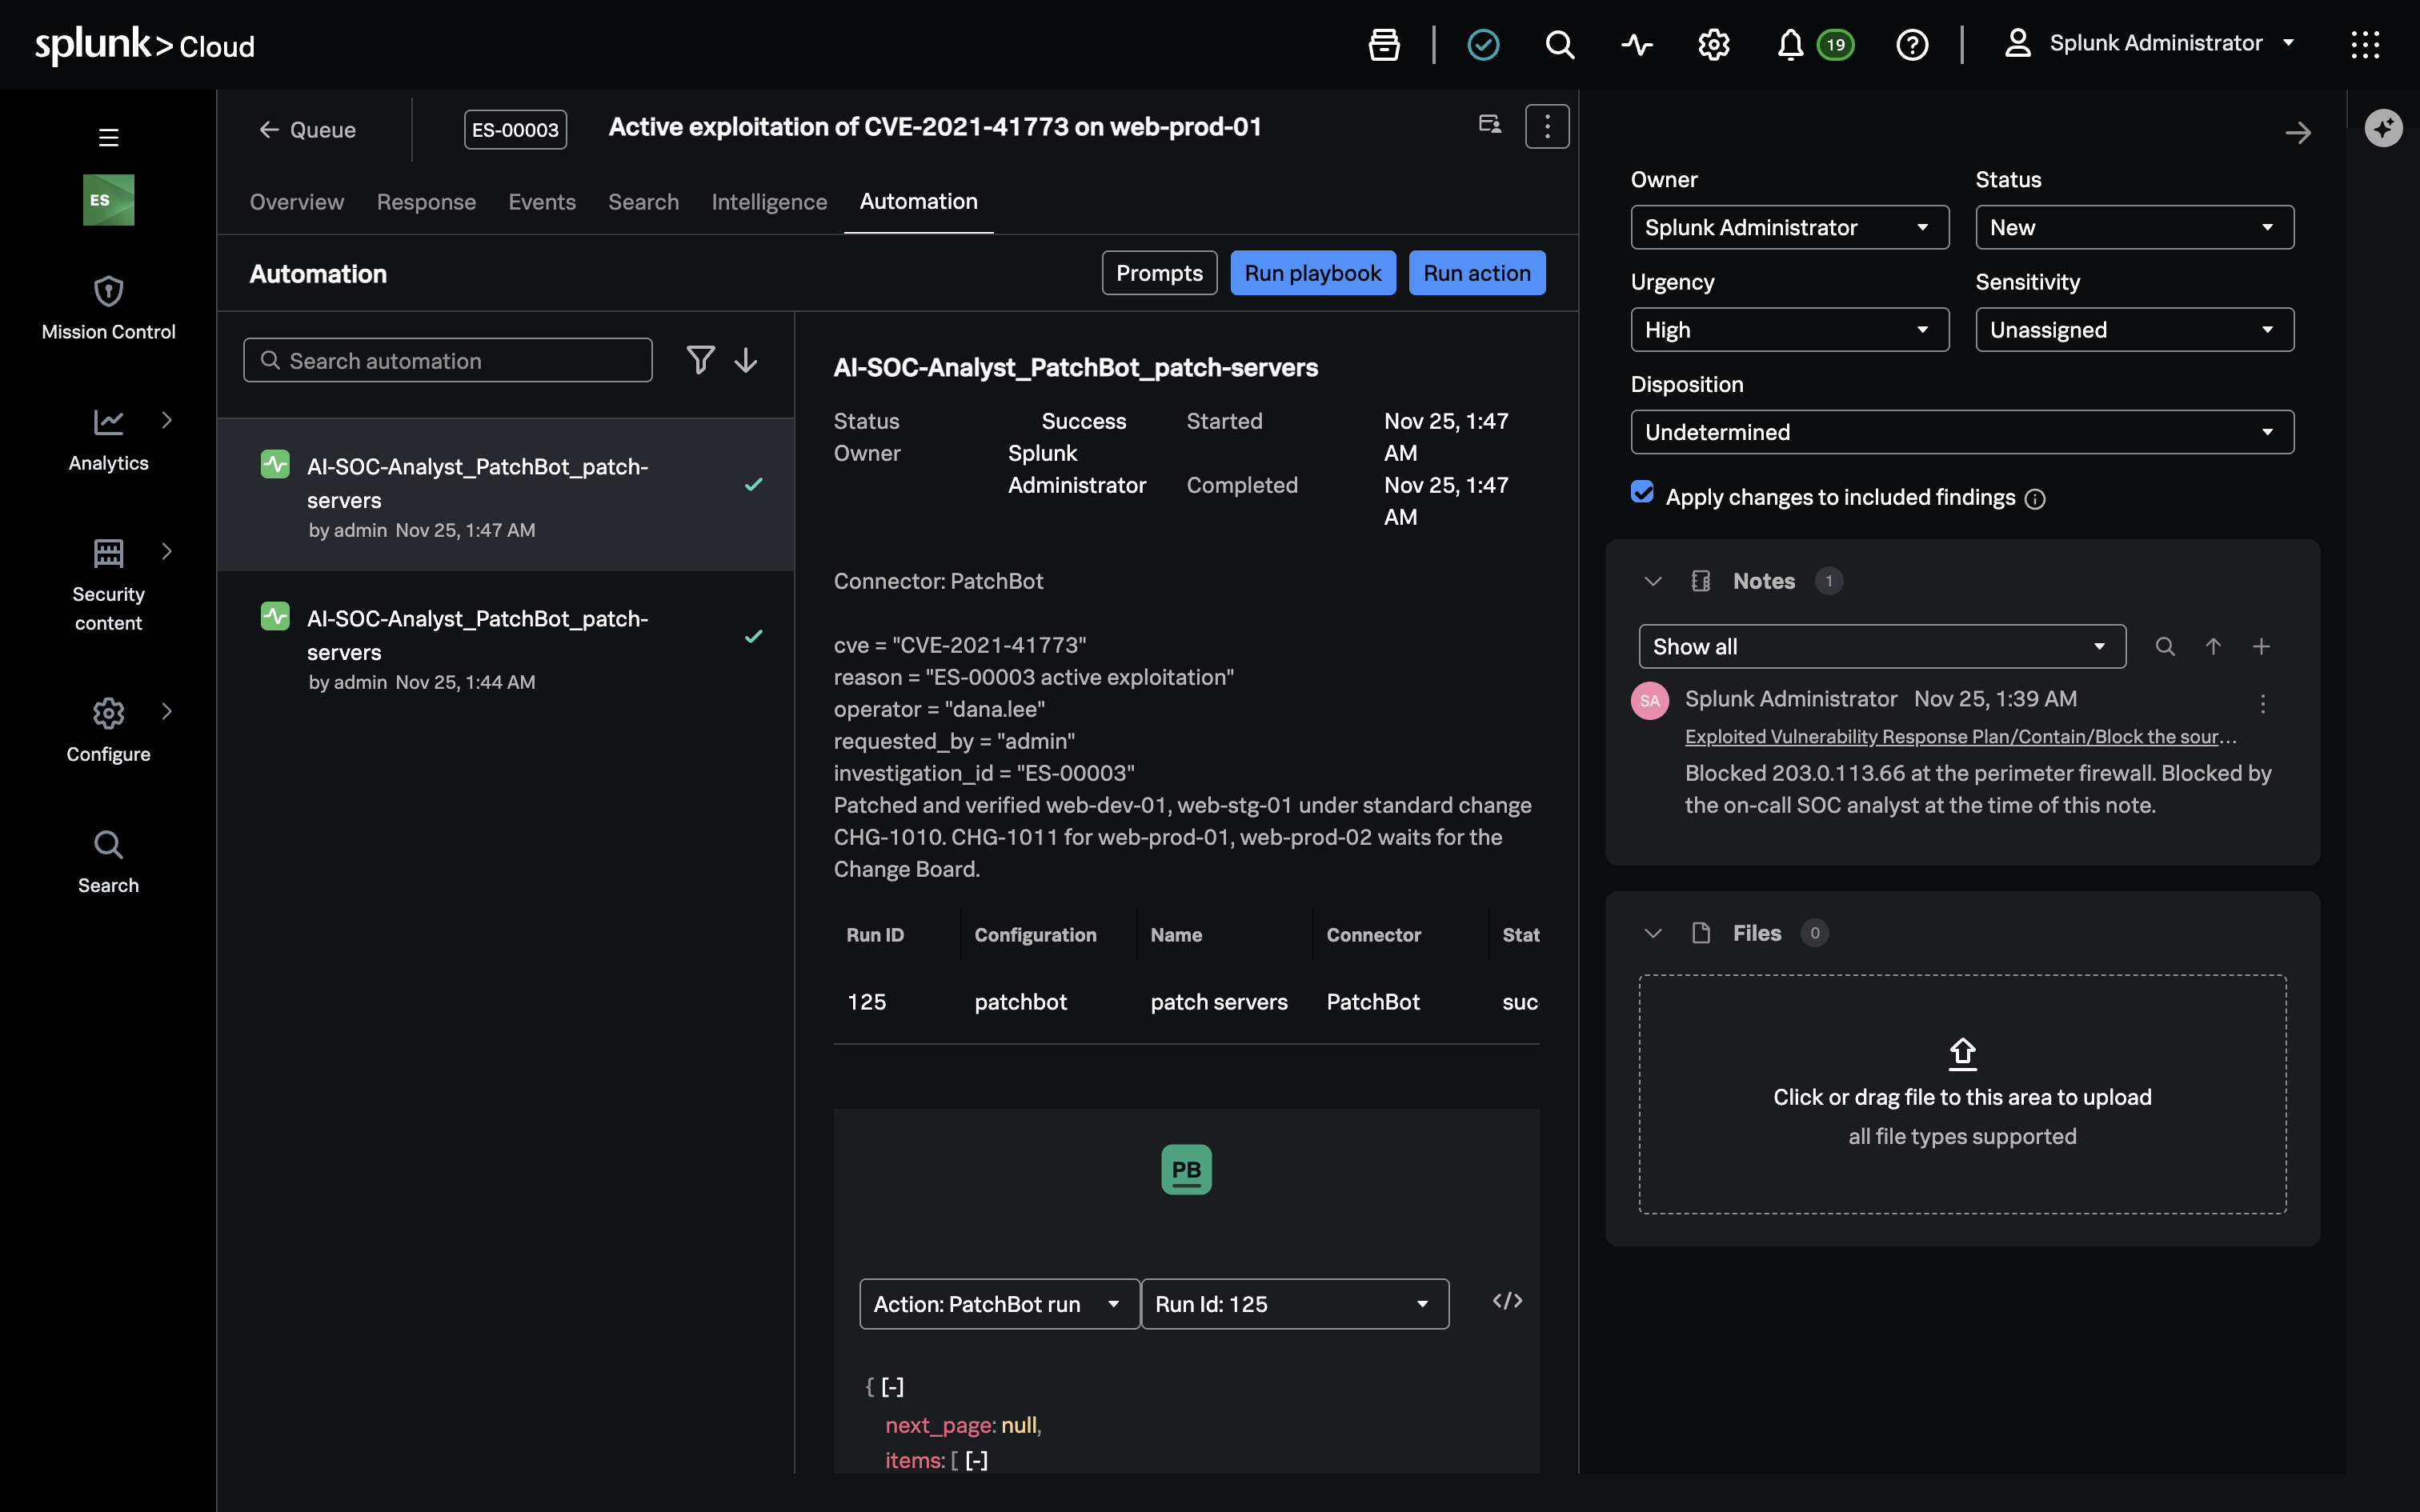 splunk> Cloud
19
Splunk Administrator
ES
Mission Control
Analytics
Security
content
Configure
Search
Queue
ES-00003
Active exploitation of CVE-2021-41773 on web-prod-01
Overview
Response
Events
Search
Intelligence
Automation
Automation
Prompts
Run playbook
Run action
Search automation
AI-SOC-Analyst_PatchBot_patch-
servers
by admin Nov 25, 1:47 AM
AI-SOC-Analyst_PatchBot_patch-
servers
by admin Nov 25, 1:44 AM
AI-SOC-Analyst_PatchBot_patch-servers
Status
Success
Started
Nov 25, 1:47
AM
Owner
Splunk
Administrator
Completed
Nov 25, 1:47
AM
Connector: PatchBot
cve = "CVE-2021-41773"
reason = "ES-00003 active exploitation"
operator = "dana.lee"
requested_by = "admin"
investigation_id = "ES-00003"
Patched and verified web-dev-01, web-stg-01 under standard change
CHG-1010. CHG-1011 for web-prod-01, web-prod-02 waits for the
Change Board.
Run ID
Configuration
Name
Connector
Stat
125
patchbot
patch servers
PatchBot
suc
PB
Action: PatchBot run
Run Id: 125
</>
{ [-]
next_page: null,
items: [ [-]
Owner
Status
Splunk Administrator
New
Urgency
Sensitivity
High
Unassigned
Disposition
Undetermined
Apply changes to included findings
Notes 1
Show all
SA
Splunk Administrator Nov 25, 1:39 AM
Exploited Vulnerability Response Plan/Contain/Block the sour...
Blocked 203.0.113.66 at the perimeter firewall. Blocked by
the on-call SOC analyst at the time of this note.
Files 0
Click or drag file to this area to upload
all file types supported